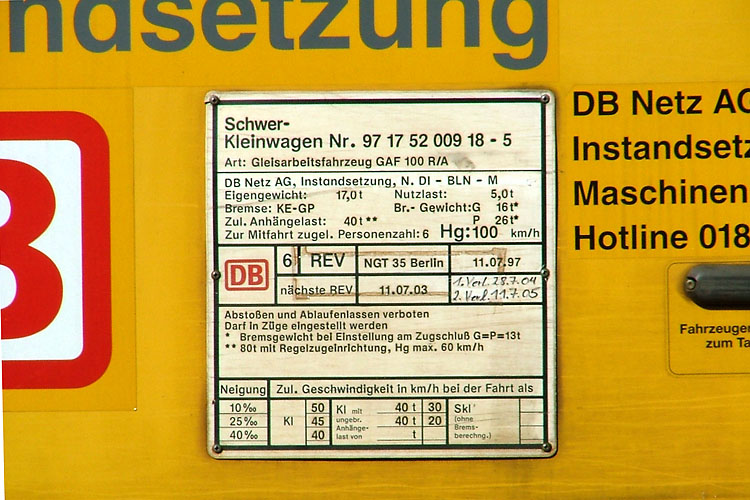 ndsetzung
B
Schwer-
Kleinwagen Nr. 97 17 52 009 18 - 5
Art: Gleisarbeitsfahrzeug GAF 100 R/A
DB Netz AG, Instandsetzung, N. DI - BLN - M
Eigengewicht: 17,0 t Nutzlast: 5,0 t
Bremse: KE-GP Br.- Gewicht: G 16 t*
Zul. Anhängelast: 40 t** P 26 t*
Zur Mitfahrt zugel. Personenzahl: 6 Hg: 100 km/h
DB 6 REV NGT 35 Berlin 11.07.97
nächste REV 11.07.03 1. Verl. 28.7.04
2. Verl. 11.7.05
Abstoßen und Ablaufenlassen verboten
Darf in Züge eingestellt werden
* Bremsgewicht bei Einstellung am Zugschluß G=P=13t
** 80t mit Regelzugeinrichtung, Hg max. 60 km/h
Neigung Zul. Geschwindigkeit in km/h bei der Fahrt als
10 ‰ 50 Kl mit 40 t 30 Skl
25 ‰ Kl 45 ungebr. 40 t 20 (ohne
Anhänge- Brems-
40 ‰ 40 last von t berechng.)
DB Netz AG
Instandsetz
Maschinen
Hotline 018
Fahrzeuge
zum Ta